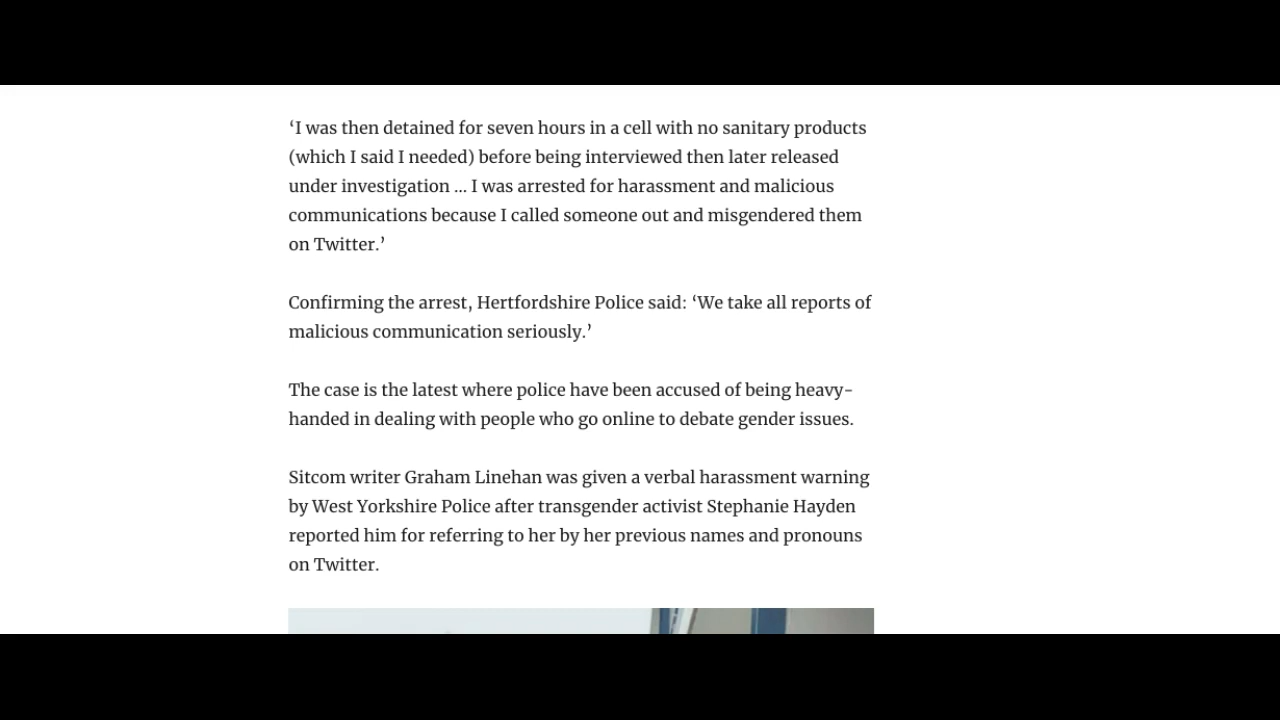 ‘I was then detained for seven hours in a cell with no sanitary products
(which I said I needed) before being interviewed then later released
under investigation ... I was arrested for harassment and malicious
communications because I called someone out and misgendered them
on Twitter.’
Confirming the arrest, Hertfordshire Police said: ‘We take all reports of
malicious communication seriously.’
The case is the latest where police have been accused of being heavy-
handed in dealing with people who go online to debate gender issues.
Sitcom writer Graham Linehan was given a verbal harassment warning
by West Yorkshire Police after transgender activist Stephanie Hayden
reported him for referring to her by her previous names and pronouns
on Twitter.